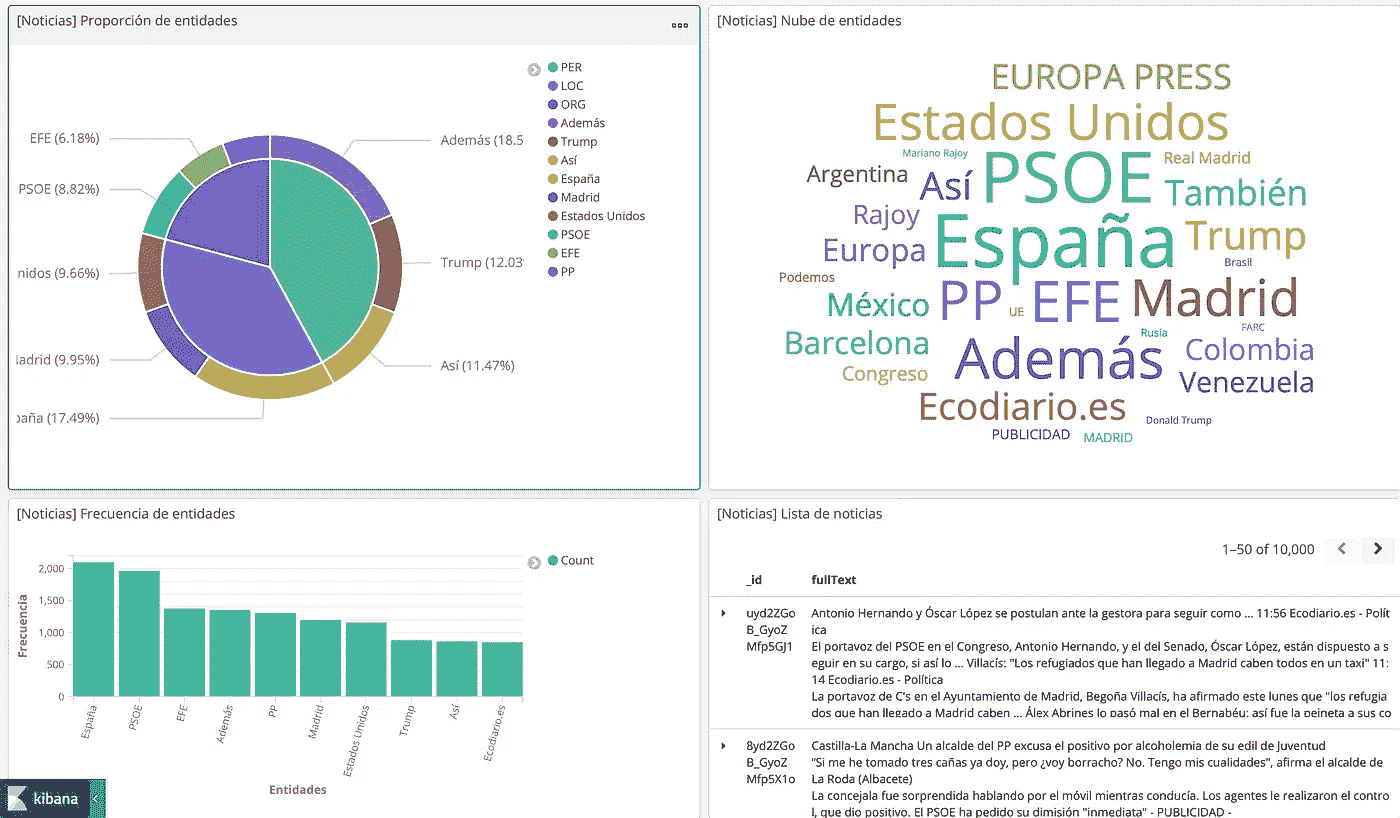 [Noticias] Proporción de entidades
PER
LOC
ORG
Además
Trump
Así
España
Madrid
Estados Unidos
PSOE
EFE
PP
EFE (6.18%)
PSOE (8.82%)
nidos (9.66%)
adrid (9.95%)
paña (17.49%)
Además (18.5
Trump (12.03
Así (11.47%)
[Noticias] Nube de entidades
EUROPA PRESS
Estados Unidos
Mariano Rajoy
Real Madrid
Argentina
Así
PSOE
También
Rajoy
España
Trump
Europa
Brasil
Podemos
México
PP
UE
EFE
Madrid
FARC
Rusia
Barcelona
Además
Colombia
Congreso
Venezuela
Ecodiario.es
Donald Trump
PUBLICIDAD
MADRID
[Noticias] Frecuencia de entidades
Count
Frecuencia
2,000
1,500
1,000
500
0
España
PSOE
EFE
Además
PP
Madrid
Estados Unidos
Trump
Así
Ecodiario.es
Entidades
kibana
[Noticias] Lista de noticias
1–50 of 10,000
_id fullText
uyd2ZGo
B_GyoZ
Mfp5GJ1
Antonio Hernando y Óscar López se postulan ante la gestora para seguir como ... 11:56 Ecodiario.es - Polít
ica
El portavoz del PSOE en el Congreso, Antonio Hernando, y el del Senado, Óscar López, están dispuesto a s
eguir en su cargo, si así lo ... Villacís: "Los refugiados que han llegado a Madrid caben todos en un taxi" 11:
14 Ecodiario.es - Política
La portavoz de C's en el Ayuntamiento de Madrid, Begoña Villacís, ha afirmado este lunes que "los refugia
dos que han llegado a Madrid caben ... Álex Abrines lo pasó mal en el Bernabéu: así fue la peineta a sus co
8yd2ZGo
B_GyoZ
Mfp5X1o
Castilla-La Mancha Un alcalde del PP excusa el positivo por alcoholemia de su edil de Juventud
“Si me he tomado tres cañas ya doy, pero ¿voy borracho? No. Tengo mis cualidades", afirma el alcalde de
La Roda (Albacete)
La concejala fue sorprendida hablando por el móvil mientras conducía. Los agentes le realizaron el contro
l, que dio positivo. El PSOE ha pedido su dimisión "inmediata" - PUBLICIDAD -